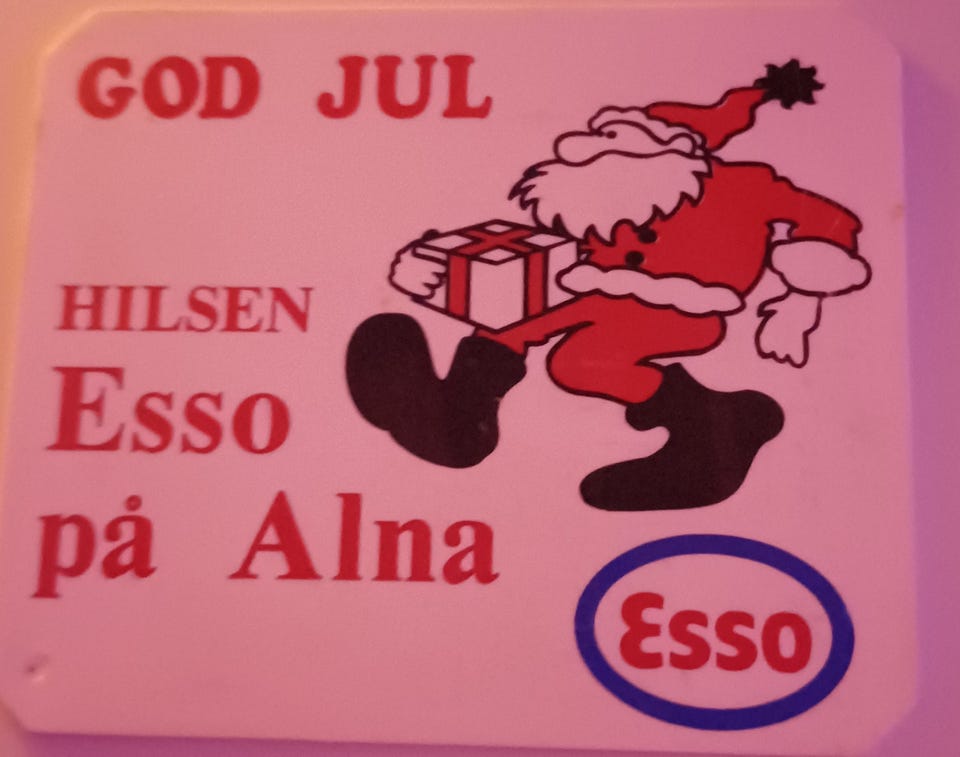 GOD JUL
HILSEN
Esso
på Alna
Esso